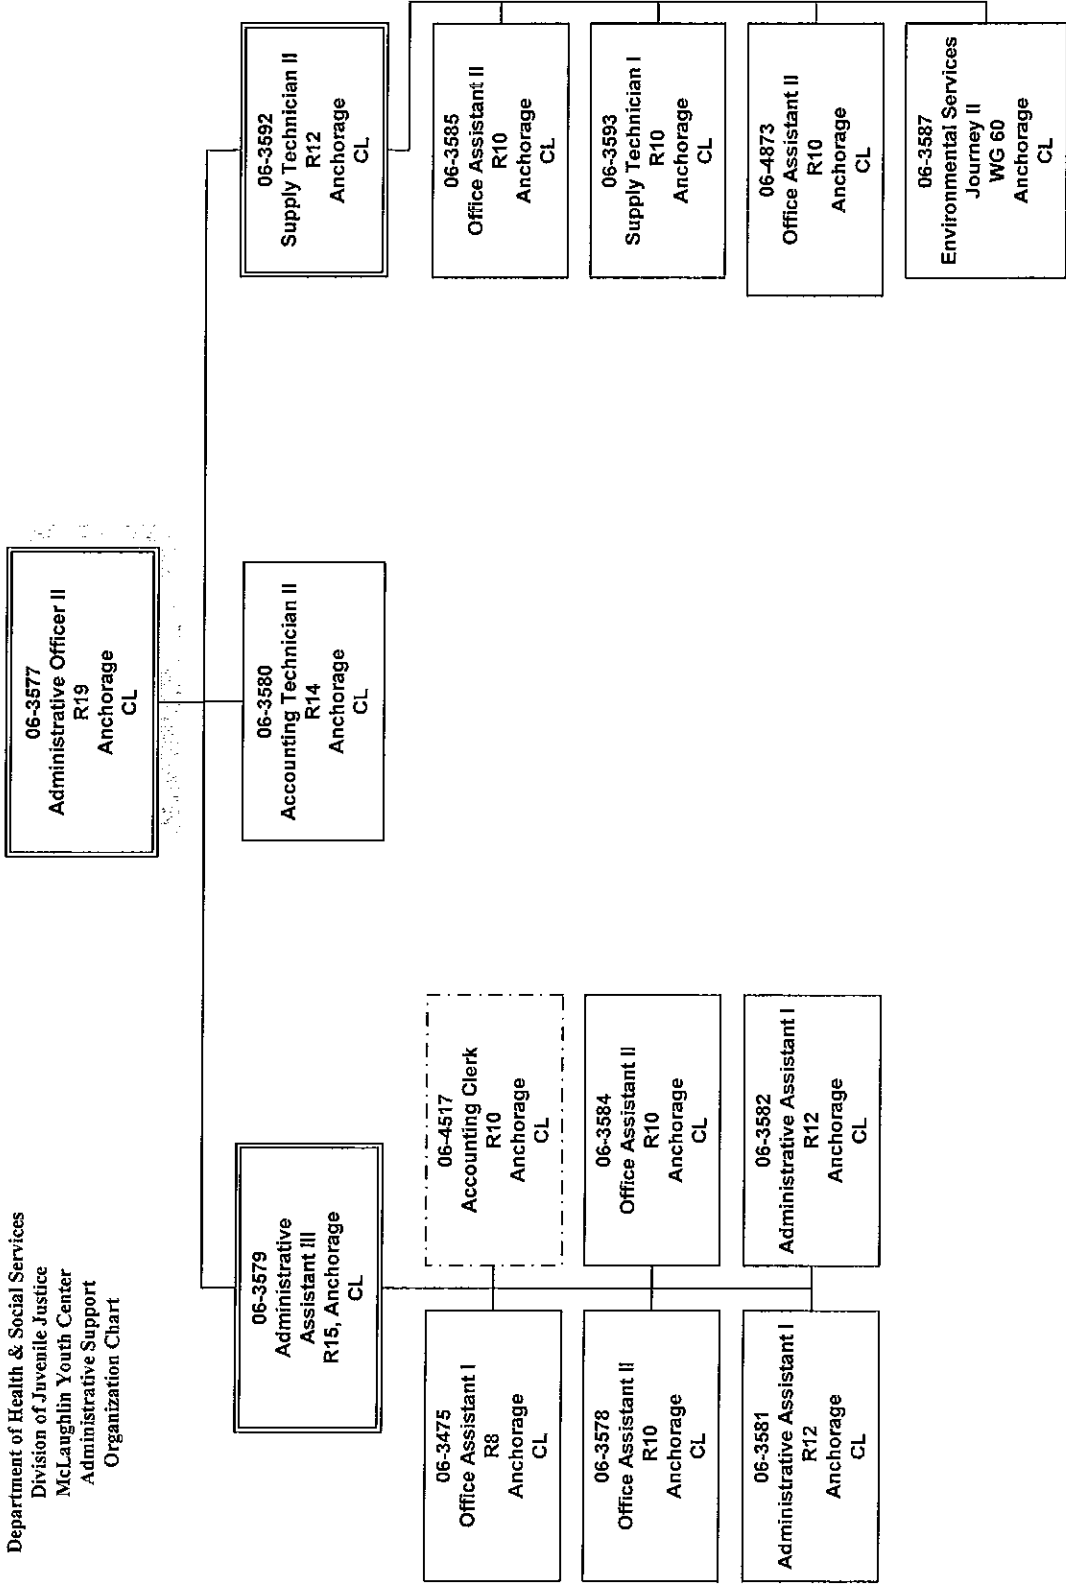 Department of Health & Social Services
Division of Juvenile Justice
McLaughlin Youth Center
Administrative Support
Organization Chart
06-3577
Administrative Officer II
R19
Anchorage
CL
06-3579
Administrative
Assistant III
R15, Anchorage
CL
06-3580
Accounting Technician II
R14
Anchorage
CL
06-3592
Supply Technician II
R12
Anchorage
CL
06-3475
Office Assistant I
R8
Anchorage
CL
06-4517
Accounting Clerk
R10
Anchorage
CL
06-3578
Office Assistant II
R10
Anchorage
CL
06-3584
Office Assistant II
R10
Anchorage
CL
06-3581
Administrative Assistant I
R12
Anchorage
CL
06-3582
Administrative Assistant I
R12
Anchorage
CL
06-3585
Office Assistant II
R10
Anchorage
CL
06-3593
Supply Technician I
R10
Anchorage
CL
06-4873
Office Assistant II
R10
Anchorage
CL
06-3587
Environmental Services
Journey II
WG 60
Anchorage
CL